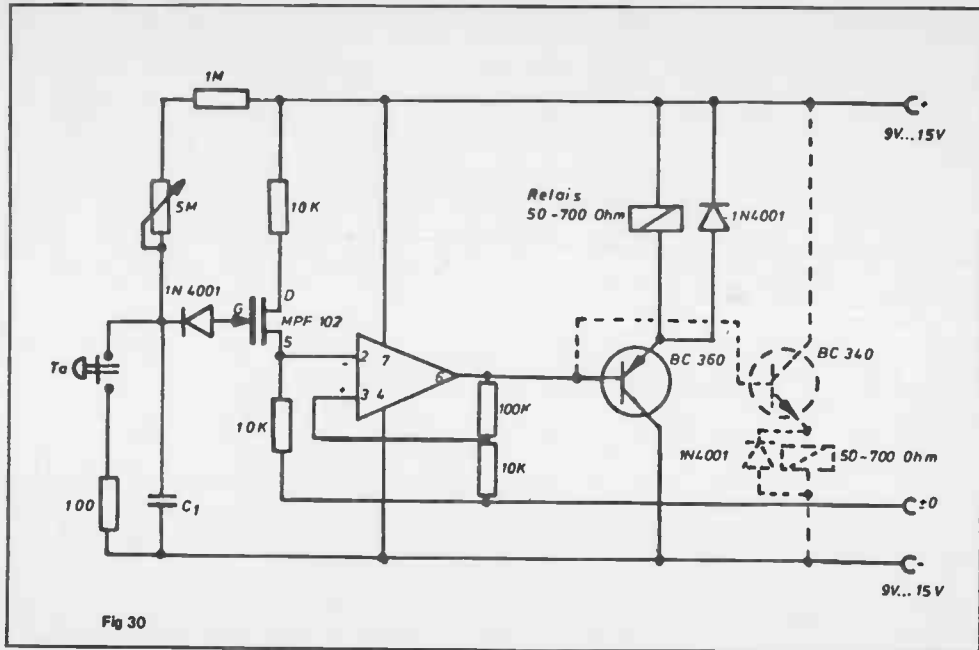 1M
+
9V...15V
5M
10K
Relais
50-700 Ohm
1N4001
1N 4001
G
D
MPF 102
S
Ta
2
7
-
+
3
4
6
BC 360
BC 340
100K
10K
10K
1N4001
50-700 Ohm
100
C1
±0
-
9V...15V
Fig 30